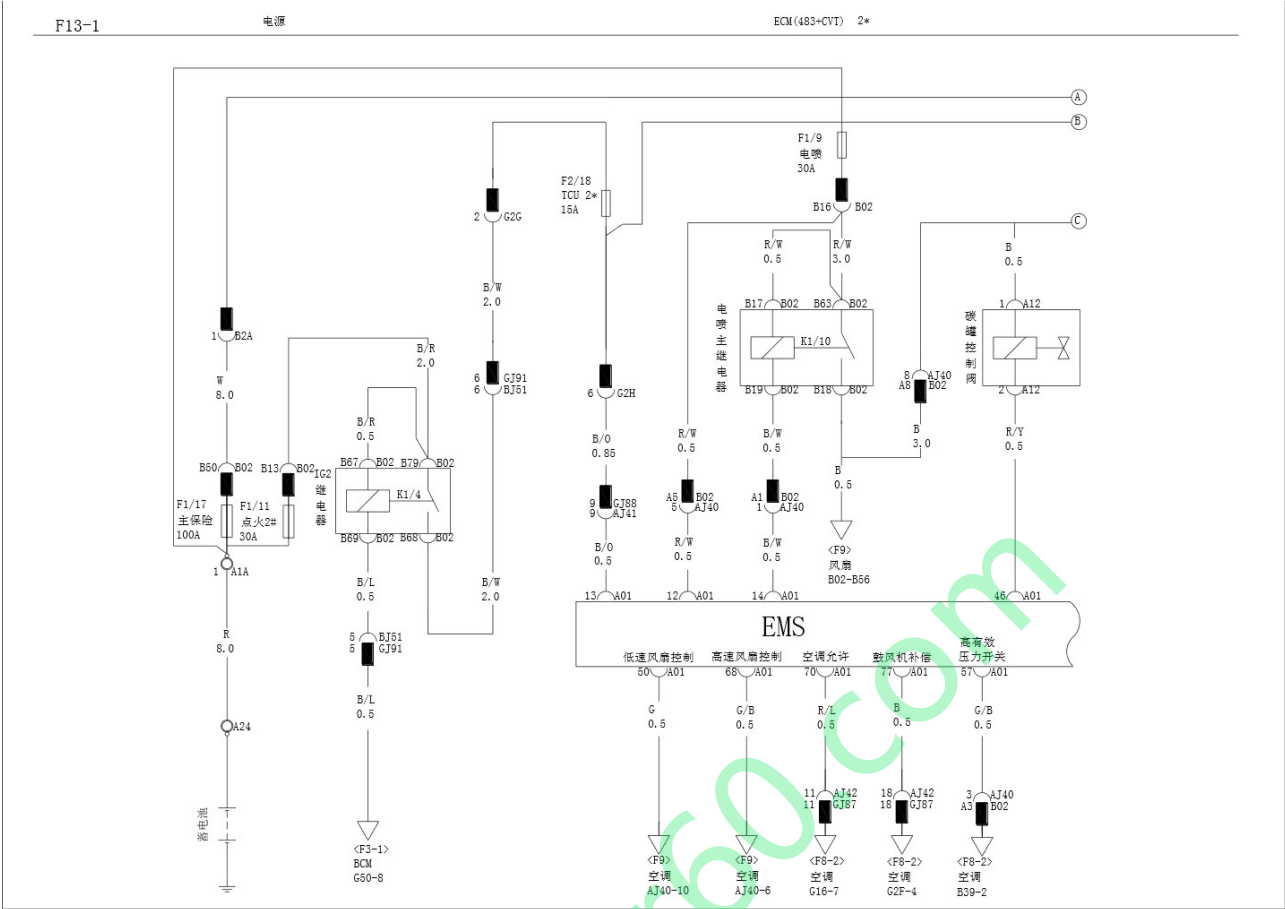 F13-1
电源
ECM(483+CVT) 2*
A
B
F1/9
电喷
30A
F2/18
TCU 2*
15A
B16 B02
2 G2G
C
R/W
0.5
R/W
3.0
B
0.5
B/W
2.0
1 B2A
电喷主继电器
B17 B02
B63 B02
K1/10
B19 B02
B18 B02
碳罐控制阀
1 A12
2 A12
B/R
2.0
6 GJ91
6 BJ51
6 G2H
8 AJ40
A8 B02
W
8.0
B/R
0.5
B/O
0.85
R/W
0.5
B/W
0.5
B
3.0
R/Y
0.5
B50 B02
B13 B02
B67 B02
B79 B02
IG2继电器
K1/4
B69 B02
B68 B02
F1/17
主保险
100A
F1/11
点火2#
30A
9 GJ88
9 AJ41
A5 B02
5 AJ40
A1 B02
1 AJ40
B
0.5
<F9>
风扇
B02-B56
1 A1A
B/L
0.5
B/W
2.0
B/O
0.5
R/W
0.5
B/W
0.5
13 A01
12 A01
14 A01
46 A01
R
8.0
5 BJ51
5 GJ91
EMS
低速风扇控制
高速风扇控制
空调允许
鼓风机补偿
高有效
压力开关
50 A01
68 A01
70 A01
77 A01
57 A01
B/L
0.5
G
0.5
G/B
0.5
R/L
0.5
B
0.5
G/B
0.5
A24
蓄电池
11 AJ42
11 GJ87
18 AJ42
18 GJ87
3 AJ40
A3 B02
<F3-1>
BCM
G50-8
<F9>
空调
AJ40-10
<F9>
空调
AJ40-6
<F8-2>
空调
G16-7
<F8-2>
空调
G2F-4
<F8-2>
空调
B39-2
r60.com